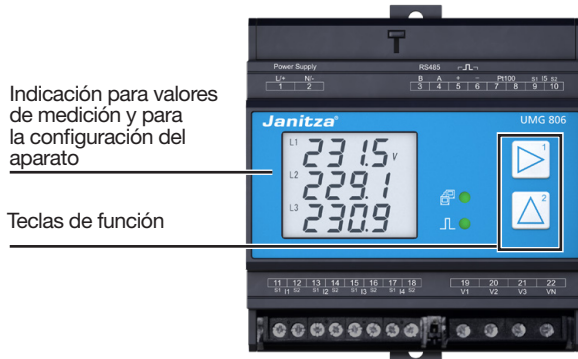 Power Supply
RS485
L/+ N/- B A + - Pt100 S1 I5 S2
1 2 3 4 5 6 7 8 9 10
Indicación para valores
de medición y para
la configuración del
aparato
Janitza®
UMG 806
L1 231.5 V
L2 229.1
L3 230.9
1
2
Teclas de función
11 12 13 14 15 16 17 18 19 20 21 22
S1 I1 S2 S1 I2 S2 S1 I3 S2 S1 I4 S2 V1 V2 V3 VN